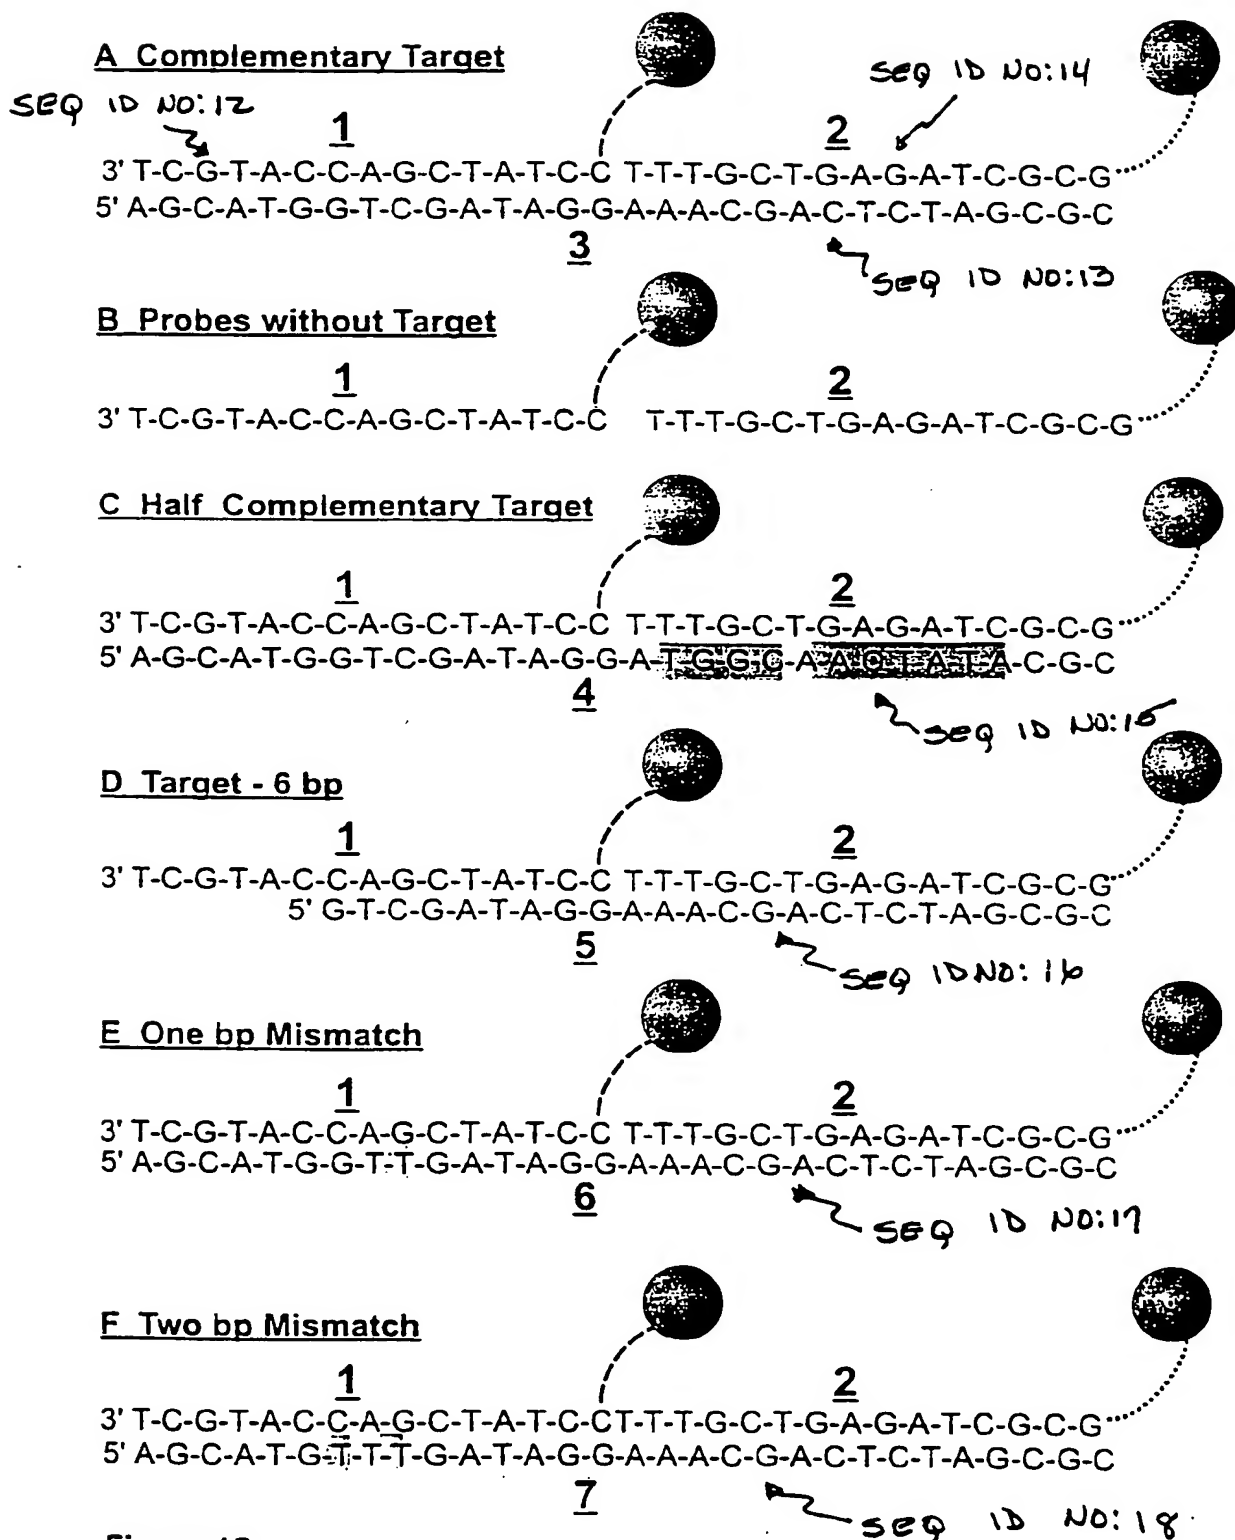 A Complementary Target
SEQ ID NO:12
SEQ ID NO:14
1
2
3' T-C-G-T-A-C-C-A-G-C-T-A-T-C-C T-T-T-G-C-T-G-A-G-A-T-C-G-C-G
5' A-G-C-A-T-G-G-T-C-G-A-T-A-G-G-A-A-A-C-G-A-C-T-C-T-A-G-C-G-C
3
SEQ ID NO:13
B Probes without Target
1
2
3' T-C-G-T-A-C-C-A-G-C-T-A-T-C-C T-T-T-G-C-T-G-A-G-A-T-C-G-C-G
C Half Complementary Target
1
2
3' T-C-G-T-A-C-C-A-G-C-T-A-T-C-C T-T-T-G-C-T-G-A-G-A-T-C-G-C-G
5' A-G-C-A-T-G-G-T-C-G-A-T-A-G-G-A-T-G-G-C-A-A-C-T-A-T-A-C-G-C
4
SEQ ID NO:15
D Target - 6 bp
1
2
3' T-C-G-T-A-C-C-A-G-C-T-A-T-C-C T-T-T-G-C-T-G-A-G-A-T-C-G-C-G
5' G-T-C-G-A-T-A-G-G-A-A-A-C-G-A-C-T-C-T-A-G-C-G-C
5
SEQ ID NO:16
E One bp Mismatch
1
2
3' T-C-G-T-A-C-C-A-G-C-T-A-T-C-C T-T-T-G-C-T-G-A-G-A-T-C-G-C-G
5' A-G-C-A-T-G-G-T-T-G-A-T-A-G-G-A-A-A-C-G-A-C-T-C-T-A-G-C-G-C
6
SEQ ID NO:17
F Two bp Mismatch
1
2
3' T-C-G-T-A-C-C-A-G-C-T-A-T-C-C-T-T-T-G-C-T-G-A-G-A-T-C-G-C-G
5' A-G-C-A-T-G-T-T-T-G-A-T-A-G-G-A-A-A-C-G-A-C-T-C-T-A-G-C-G-C
7
SEQ ID NO:18